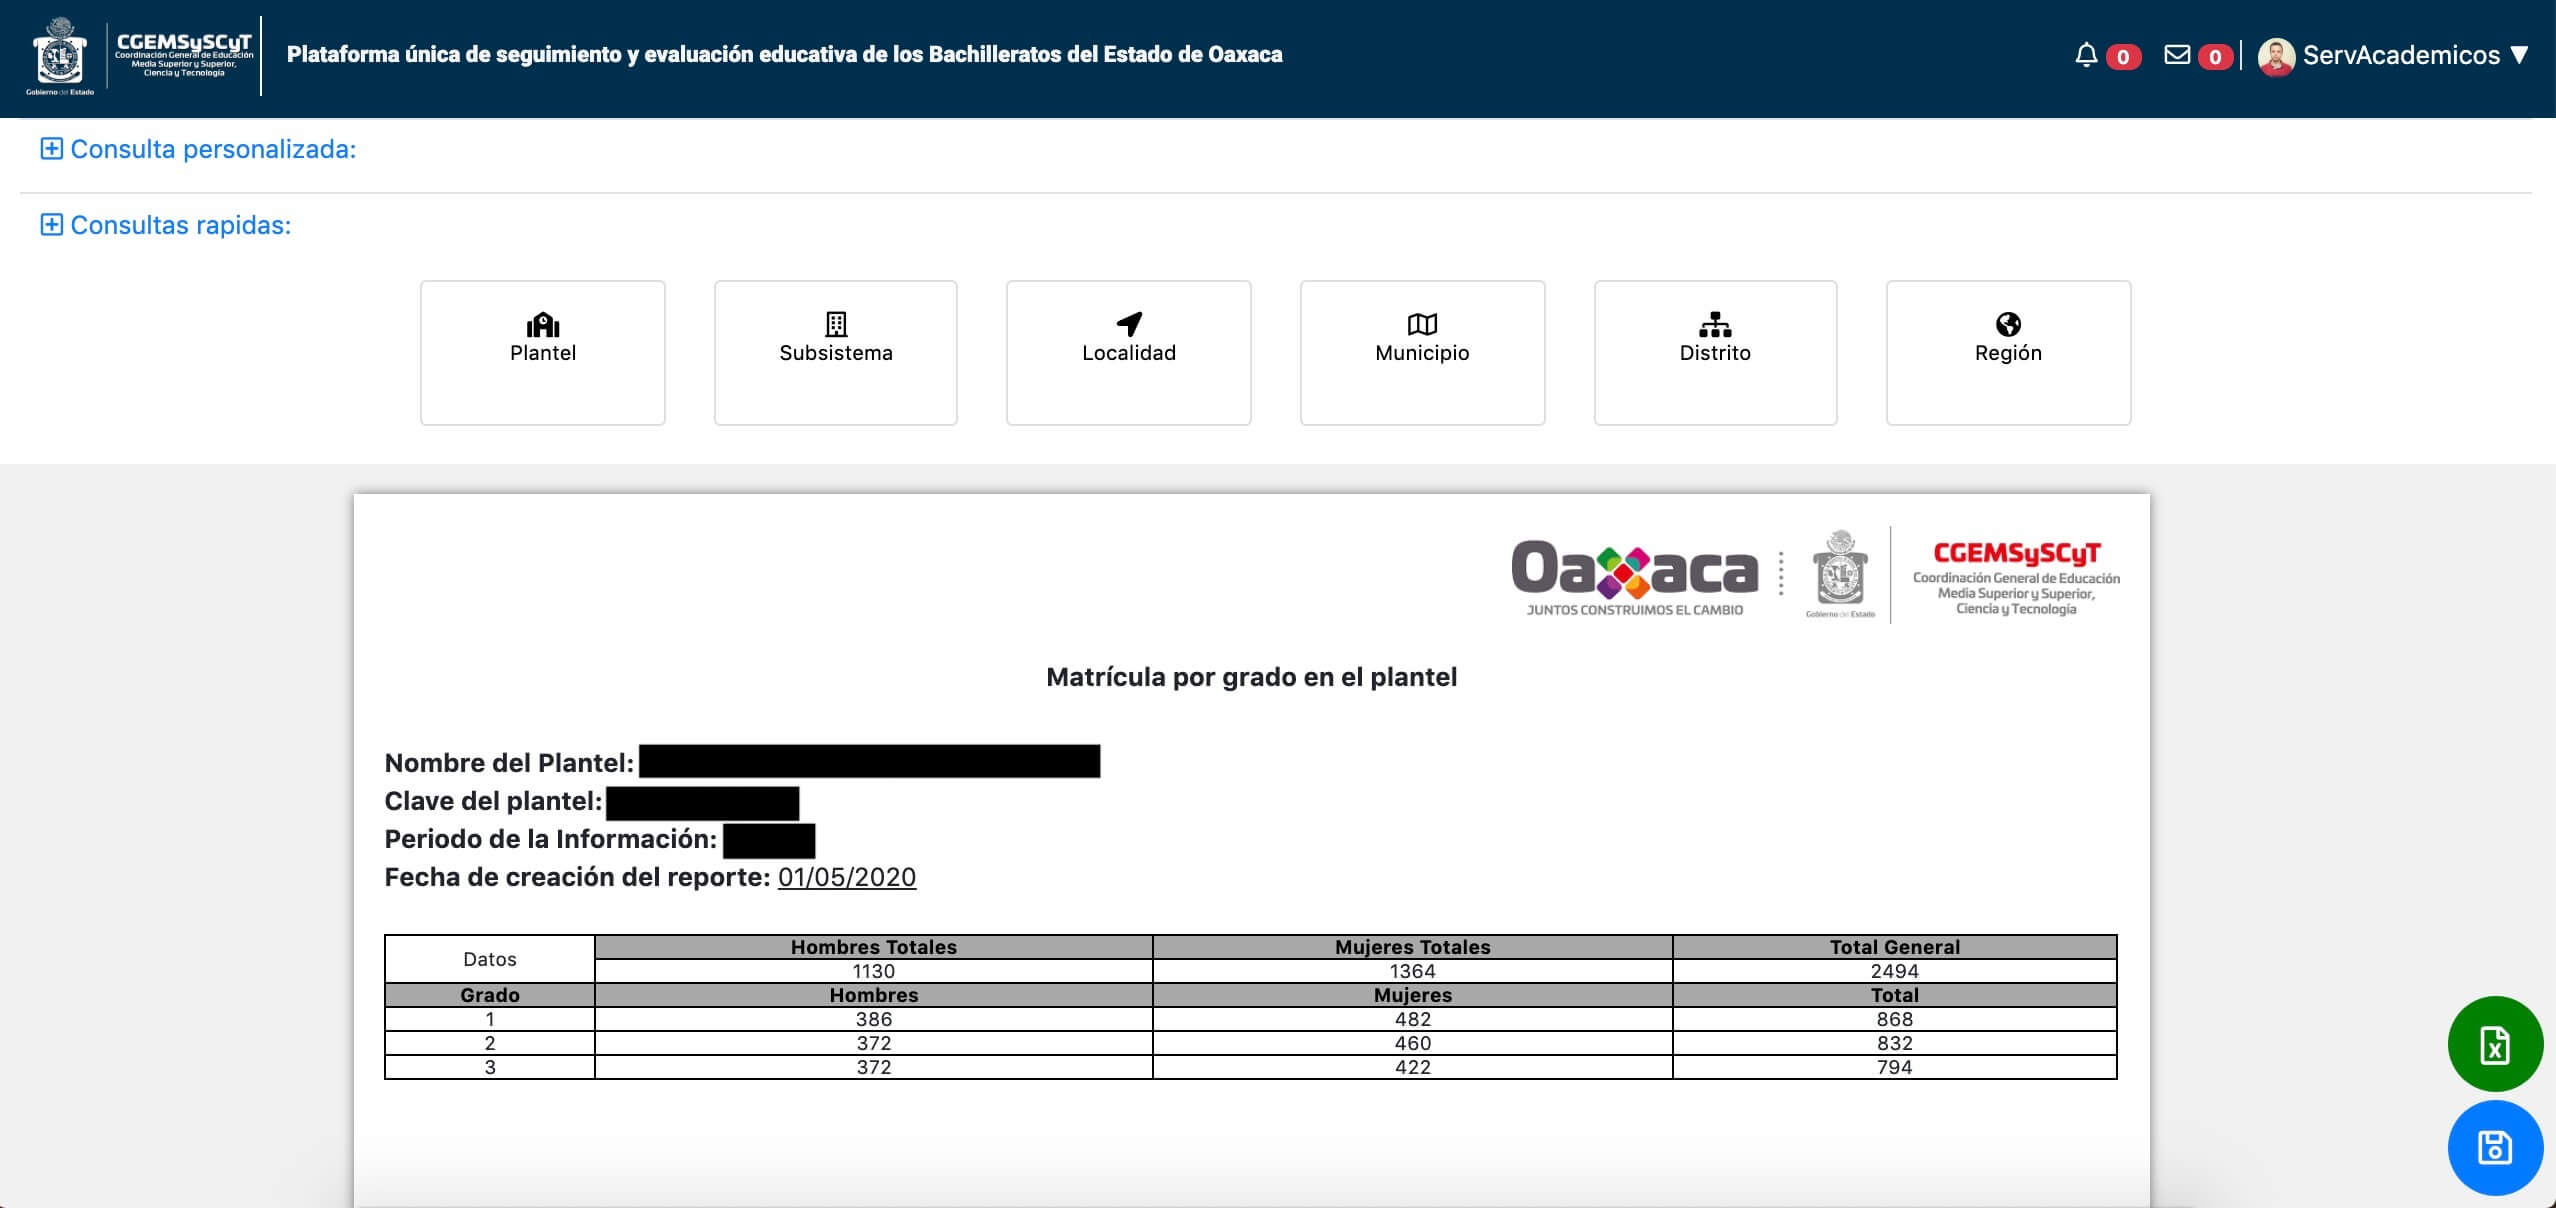 CGEMSySCyT
Coordinación General de Educación
Media Superior y Superior,
Ciencia y Tecnología
Gobierno del Estado
Plataforma única de seguimiento y evaluación educativa de los Bachilleratos del Estado de Oaxaca
0 0 ServAcademicos ▼
Consulta personalizada:
Consultas rapidas:
Plantel Subsistema Localidad Municipio Distrito Región
Oaxaca
JUNTOS CONSTRUIMOS EL CAMBIO
Gobierno del Estado
CGEMSySCyT
Coordinación General de Educación
Media Superior y Superior,
Ciencia y Tecnología
Matrícula por grado en el plantel
Nombre del Plantel:
Clave del plantel:
Periodo de la Información:
Fecha de creación del reporte: 01/05/2020
Datos Hombres Totales Mujeres Totales Total General
1130 1364 2494
Grado Hombres Mujeres Total
1 386 482 868
2 372 460 832
3 372 422 794